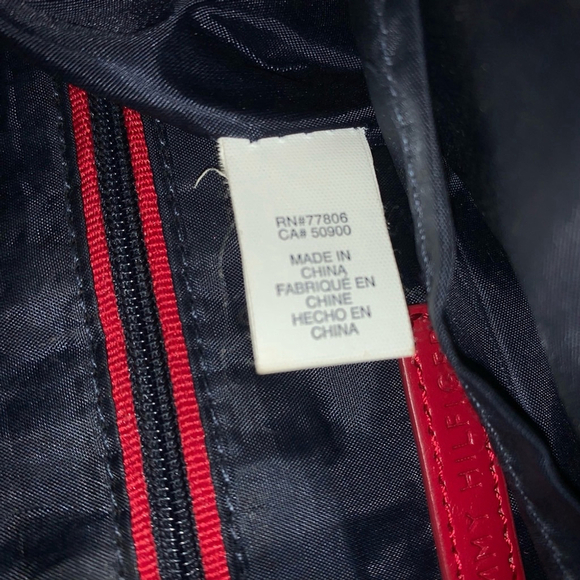 RN#77806
CA# 50900
MADE IN
CHINA
FABRIQUÉ EN
CHINE
HECHO EN
CHINA